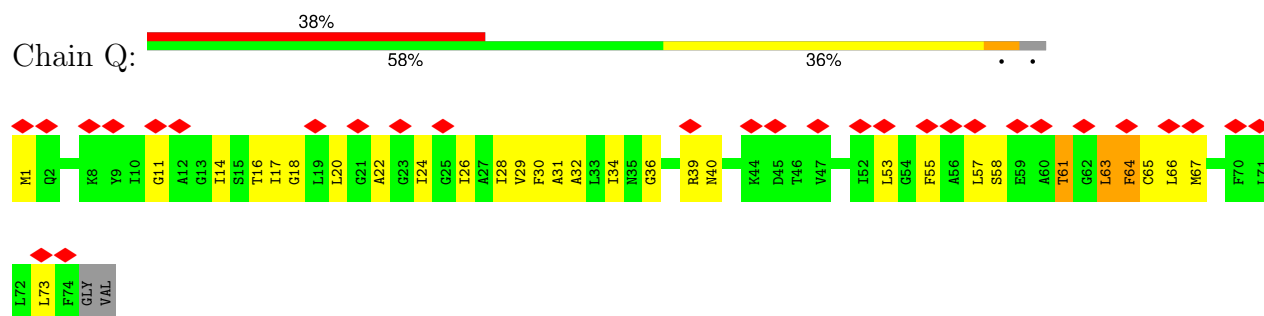 38%
Chain Q:
58% 36% • •
M1 Q2 K8 Y9 I10 G11 A12 G13 I14 S15 T16 I17 G18 L19 L20 G21 A22 G23 I24 G25 I26 A27 I28 V29 F30 A31 A32 L33 I34 N35 G36 R39 N40 K44 D45 T46 V47 I52 L53 G54 F55 A56 L57 S58 E59 A60 T61 G62 L63 F64 C65 L66 M67 F70 L71
L72 L73 F74 GLY VAL